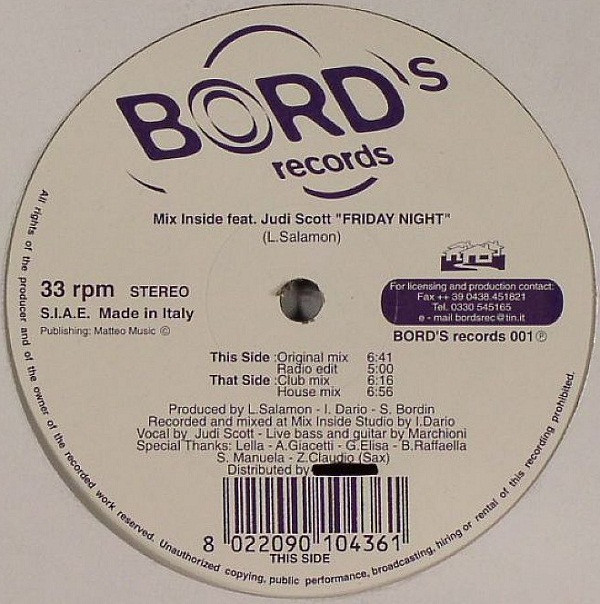 BORD'S
records
Mix Inside feat. Judi Scott "FRIDAY NIGHT"
(L.Salamon)
33 rpm STEREO
S.I.A.E. Made in Italy
Publishing: Matteo Music ©
For licensing and production contact:
Fax ++ 39 0438.451821
Tel. 0330 545165
e - mail bordsrec@tin.it
BORD'S records 001 ℗
This Side :Original mix 6:41
Radio edit 5:00
That Side :Club mix 6:16
House mix 6:56
Produced by L.Salamon - I. Dario - S. Bordin
Recorded and mixed at Mix Inside Studio by I.Dario
Vocal by Judi Scott - Live bass and guitar by Marchioni
Special Thanks: Lella - A.Giacetti - G.Elisa - B.Raffaella
S. Manuela - Z.Claudio (Sax)
Distributed by
8 022090 104361
THIS SIDE
All rights of the producer and of the owner of the recorded work reserved. Unauthorized copying, public performance, broadcasting, hiring or rental of this recording prohibited.